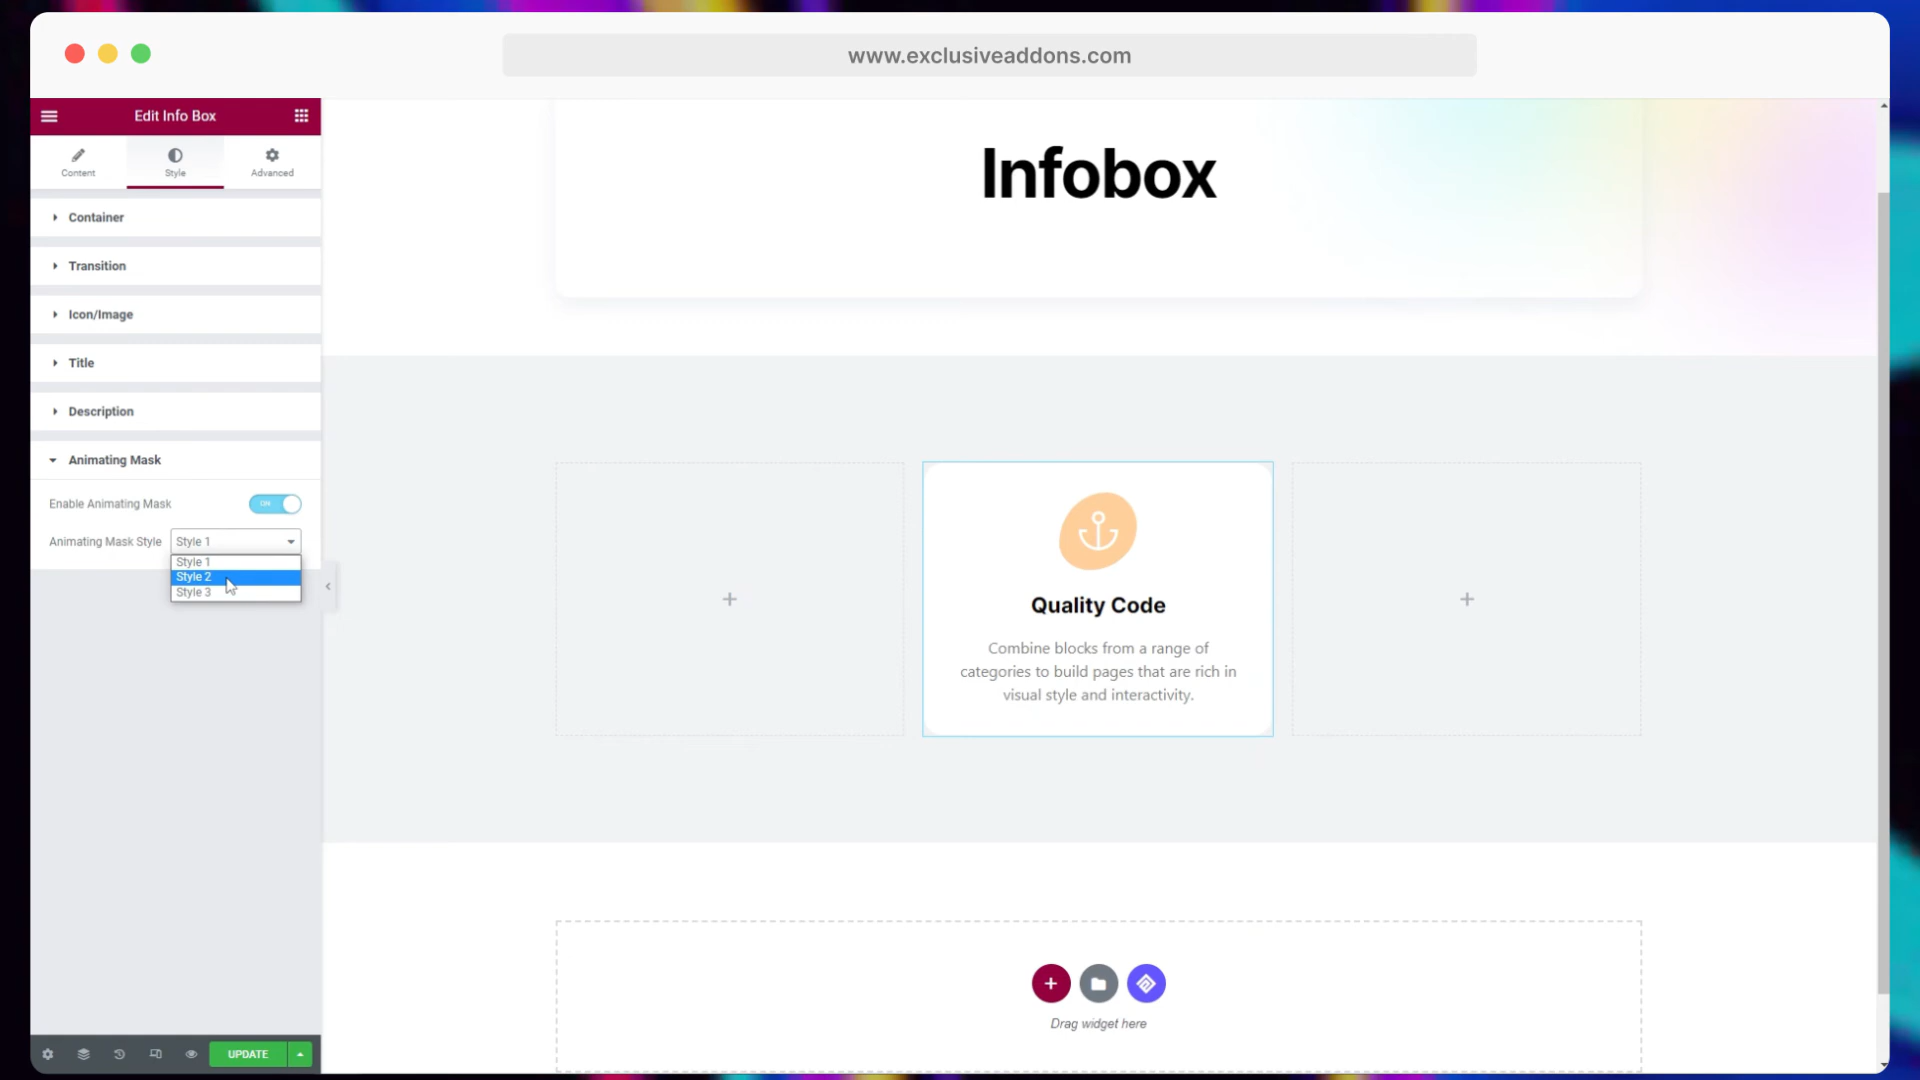 www.exclusiveaddons.com
Edit Info Box
Content
Style
Advanced
Container
Transition
Icon/Image
Title
Description
Animating Mask
Enable Animating Mask
ON
Animating Mask Style
Style 1
Style 1
Style 2
Style 3
UPDATE
Infobox
Quality Code
Combine blocks from a range of
categories to build pages that are rich in
visual style and interactivity.
Drag widget here